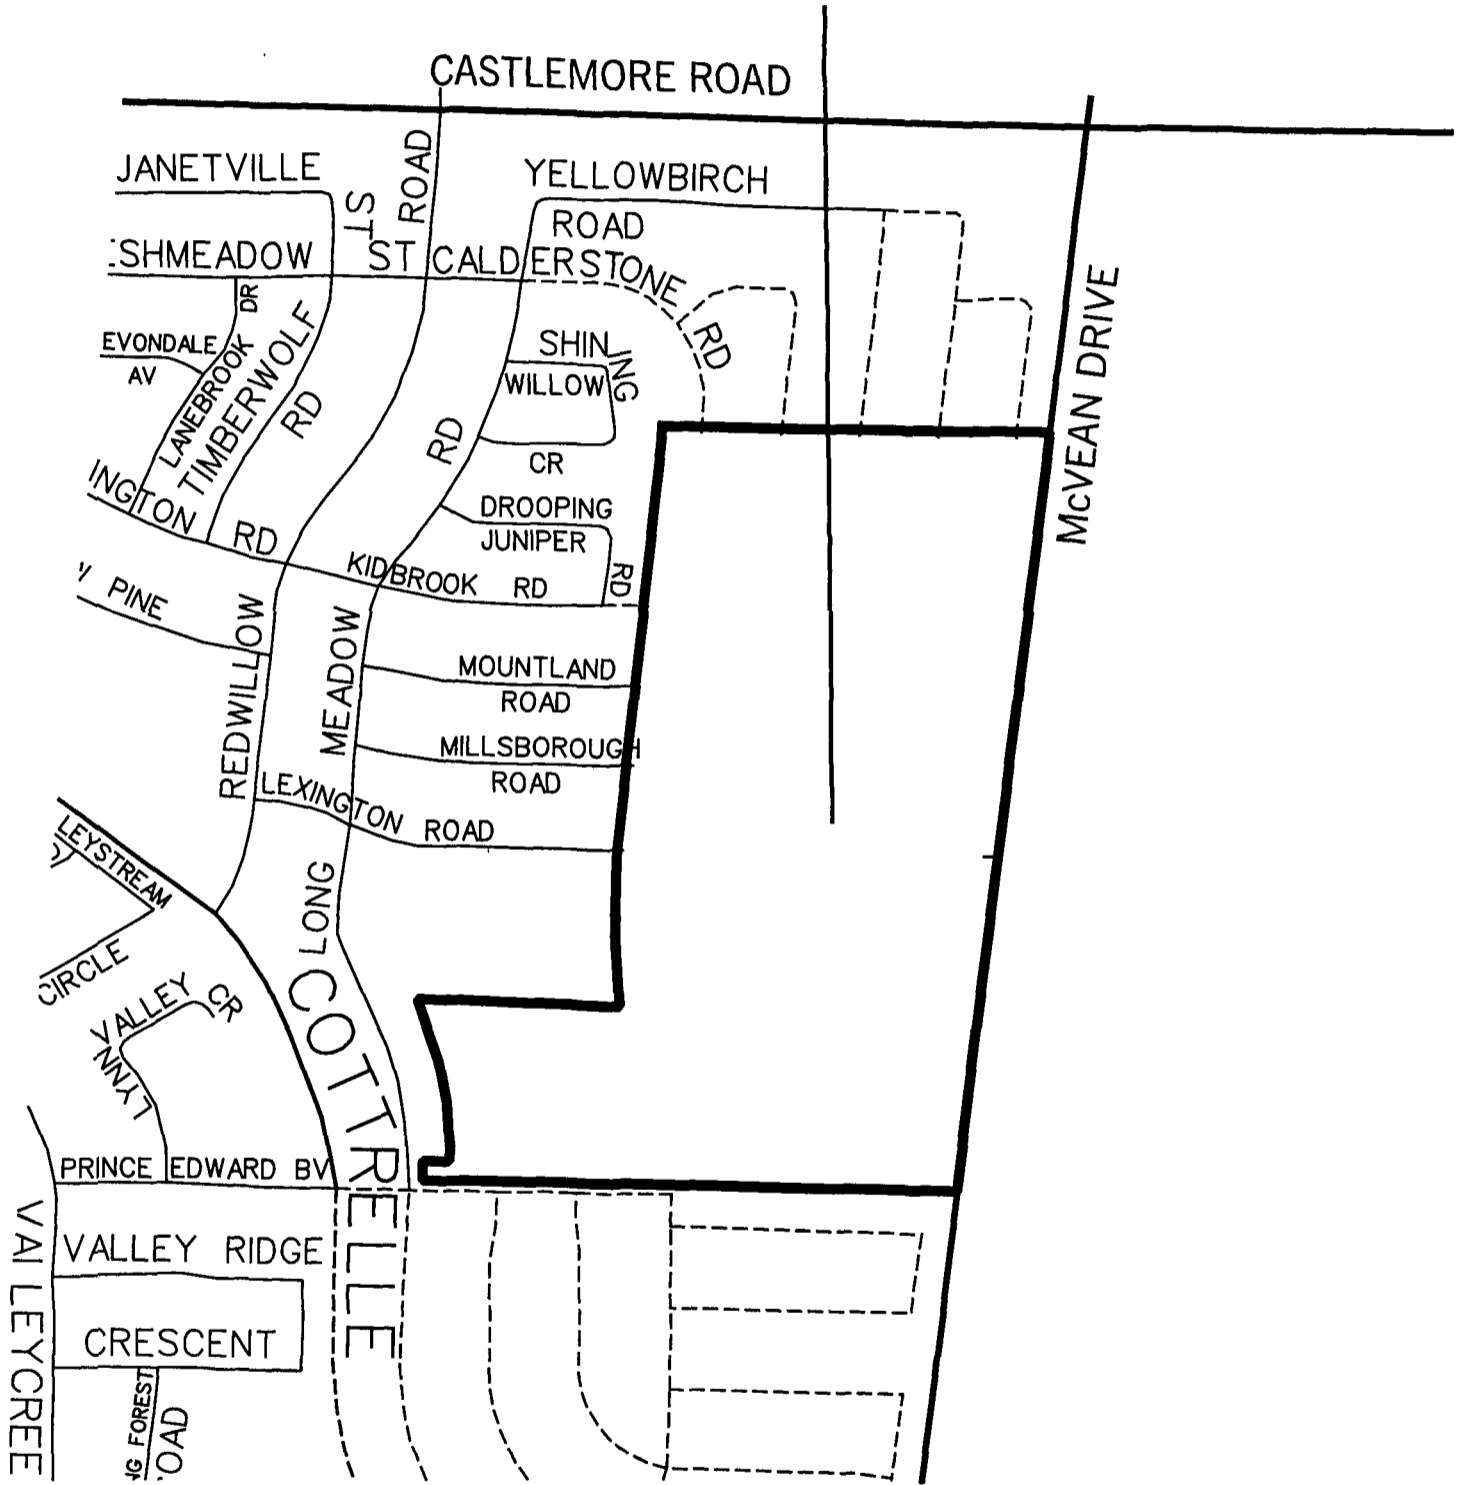 CASTLEMORE ROAD
JANETVILLE
ST
ROAD
YELLOWBIRCH
ROAD
SHMEADOW
ST
CALDERSTONE
RD
McVEAN DRIVE
DR
LANEBROOK
EVONDALE
AV
TIMBERWOLF
RD
SHINING
WILLOW
CR
RD
INGTON
RD
DROOPING
JUNIPER
RD
KIDBROOK RD
PINE
REDWILLOW
MEADOW
MOUNTLAND
ROAD
MILLSBOROUGH
ROAD
LEXINGTON ROAD
LEYSTREAM
CIRCLE
LONG
COTTRELLE
VALLEY CR
LYNN
PRINCE EDWARD BV
VALLEY RIDGE
CRESCENT
VALLEYCREE
NG FOREST
OAD